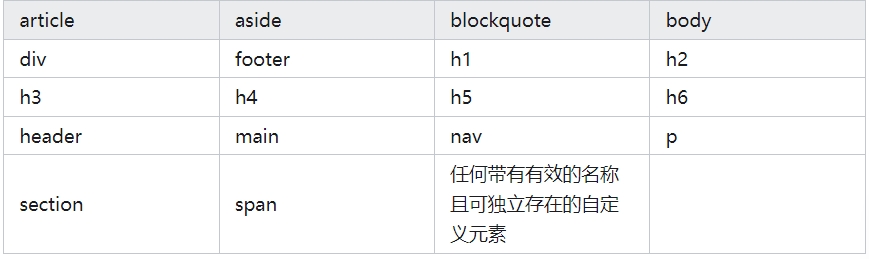 article aside blockquote body
div footer h1 h2
h3 h4 h5 h6
header main nav p
section span 任何带有有效的名称
且可独立存在的自定
义元素